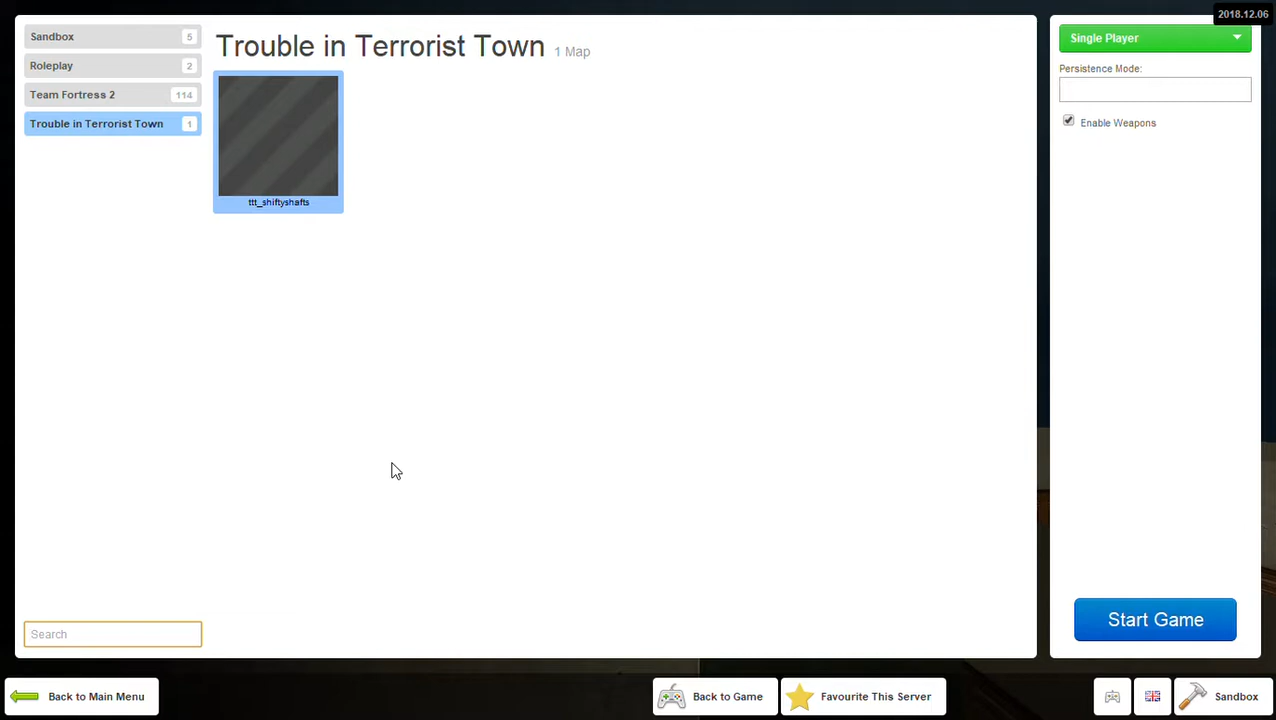 2018.12.06
Sandbox 5
Roleplay 2
Team Fortress 2 114
Trouble in Terrorist Town 1
Trouble in Terrorist Town 1 Map
ttt_shiftyshafts
Single Player
Persistence Mode:
Enable Weapons
Search
Start Game
Back to Main Menu
Back to Game
Favourite This Server
Sandbox